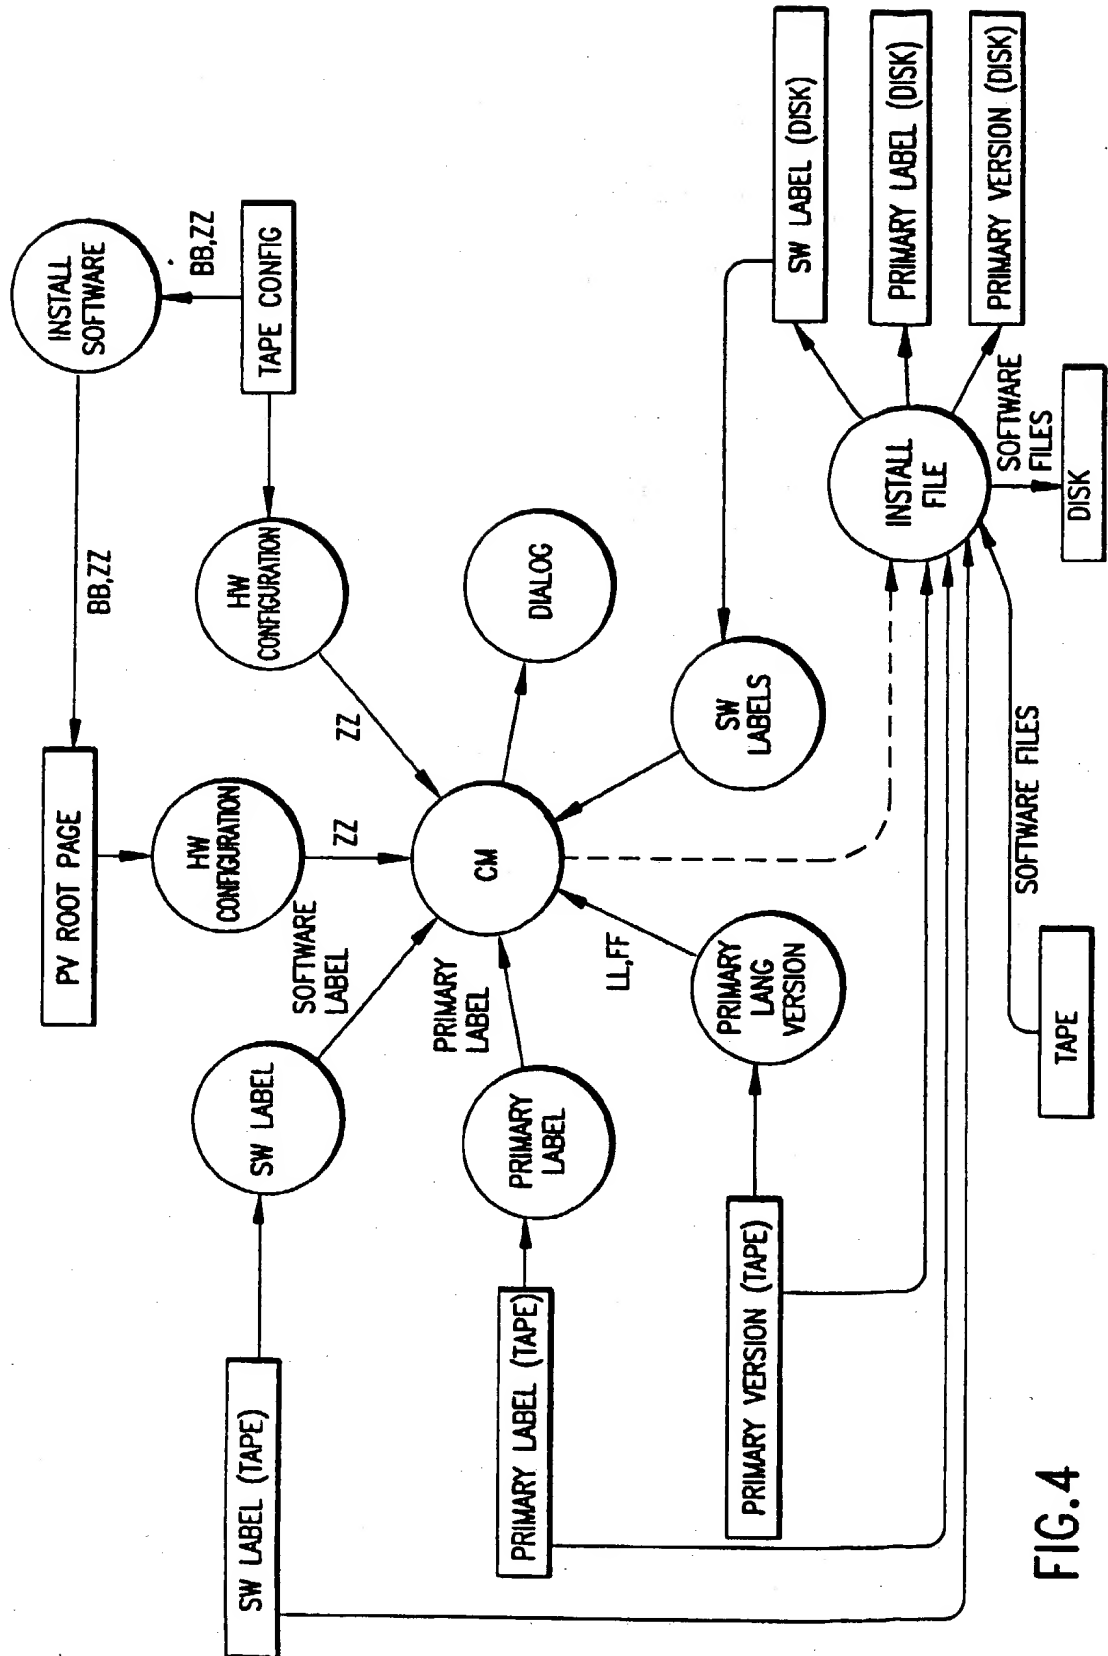 INSTALL
SOFTWARE
BB,ZZ
BB,ZZ
TAPE CONFIG
PV ROOT PAGE
HW
CONFIGURATION
HW
CONFIGURATION
ZZ
ZZ
SW LABEL (TAPE)
SW LABEL
SOFTWARE
LABEL
PRIMARY LABEL (TAPE)
PRIMARY
LABEL
PRIMARY
LABEL
CM
DIALOG
PRIMARY VERSION (TAPE)
PRIMARY
LANG
VERSION
LL,FF
SW
LABELS
SW LABEL (DISK)
PRIMARY LABEL (DISK)
PRIMARY VERSION (DISK)
INSTALL
FILE
SOFTWARE
FILES
DISK
TAPE
SOFTWARE FILES
FIG.4